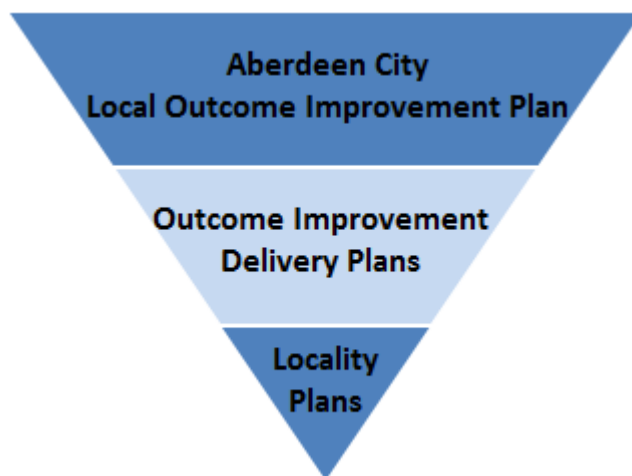 Aberdeen City
Local Outcome Improvement Plan
Outcome Improvement
Delivery Plans
Locality
Plans